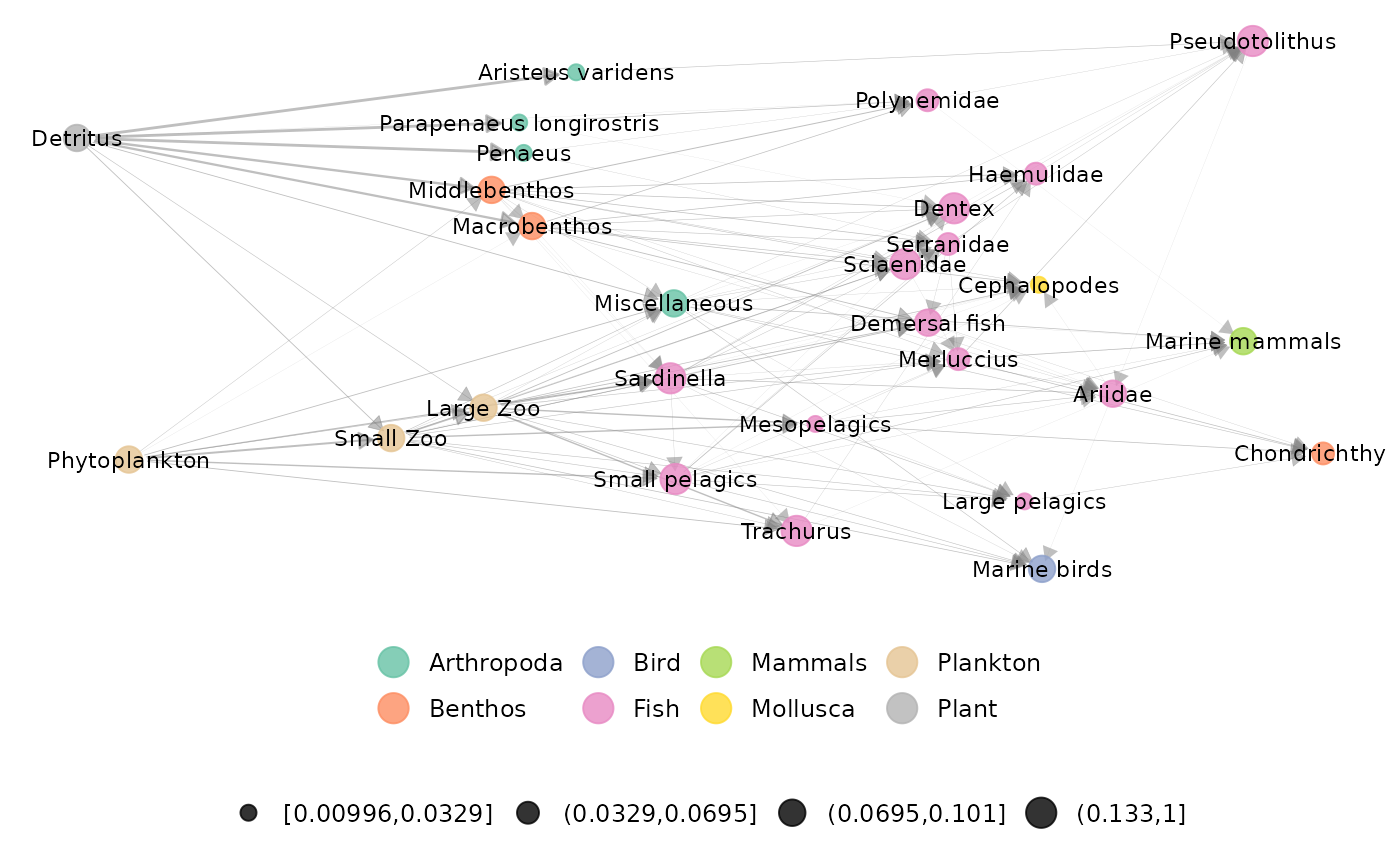 Pseudotolithus
Aristeus varidens
Polynemidae
Parapenaeus longirostris
Detritus
Penaeus
Haemulidae
Middlebenthos
Dentex
Macrobenthos
Serranidae
Sciaenidae
Cephalopodes
Miscellaneous
Demersal fish
Marine mammals
Merluccius
Sardinella
Ariidae
Large Zoo
Mesopelagics
Small Zoo
Chondrichthy
Phytoplankton
Small pelagics
Large pelagics
Trachurus
Marine birds
Arthropoda Bird Mammals Plankton
Benthos Fish Mollusca Plant
[0.00996,0.0329] (0.0329,0.0695] (0.0695,0.101] (0.133,1]